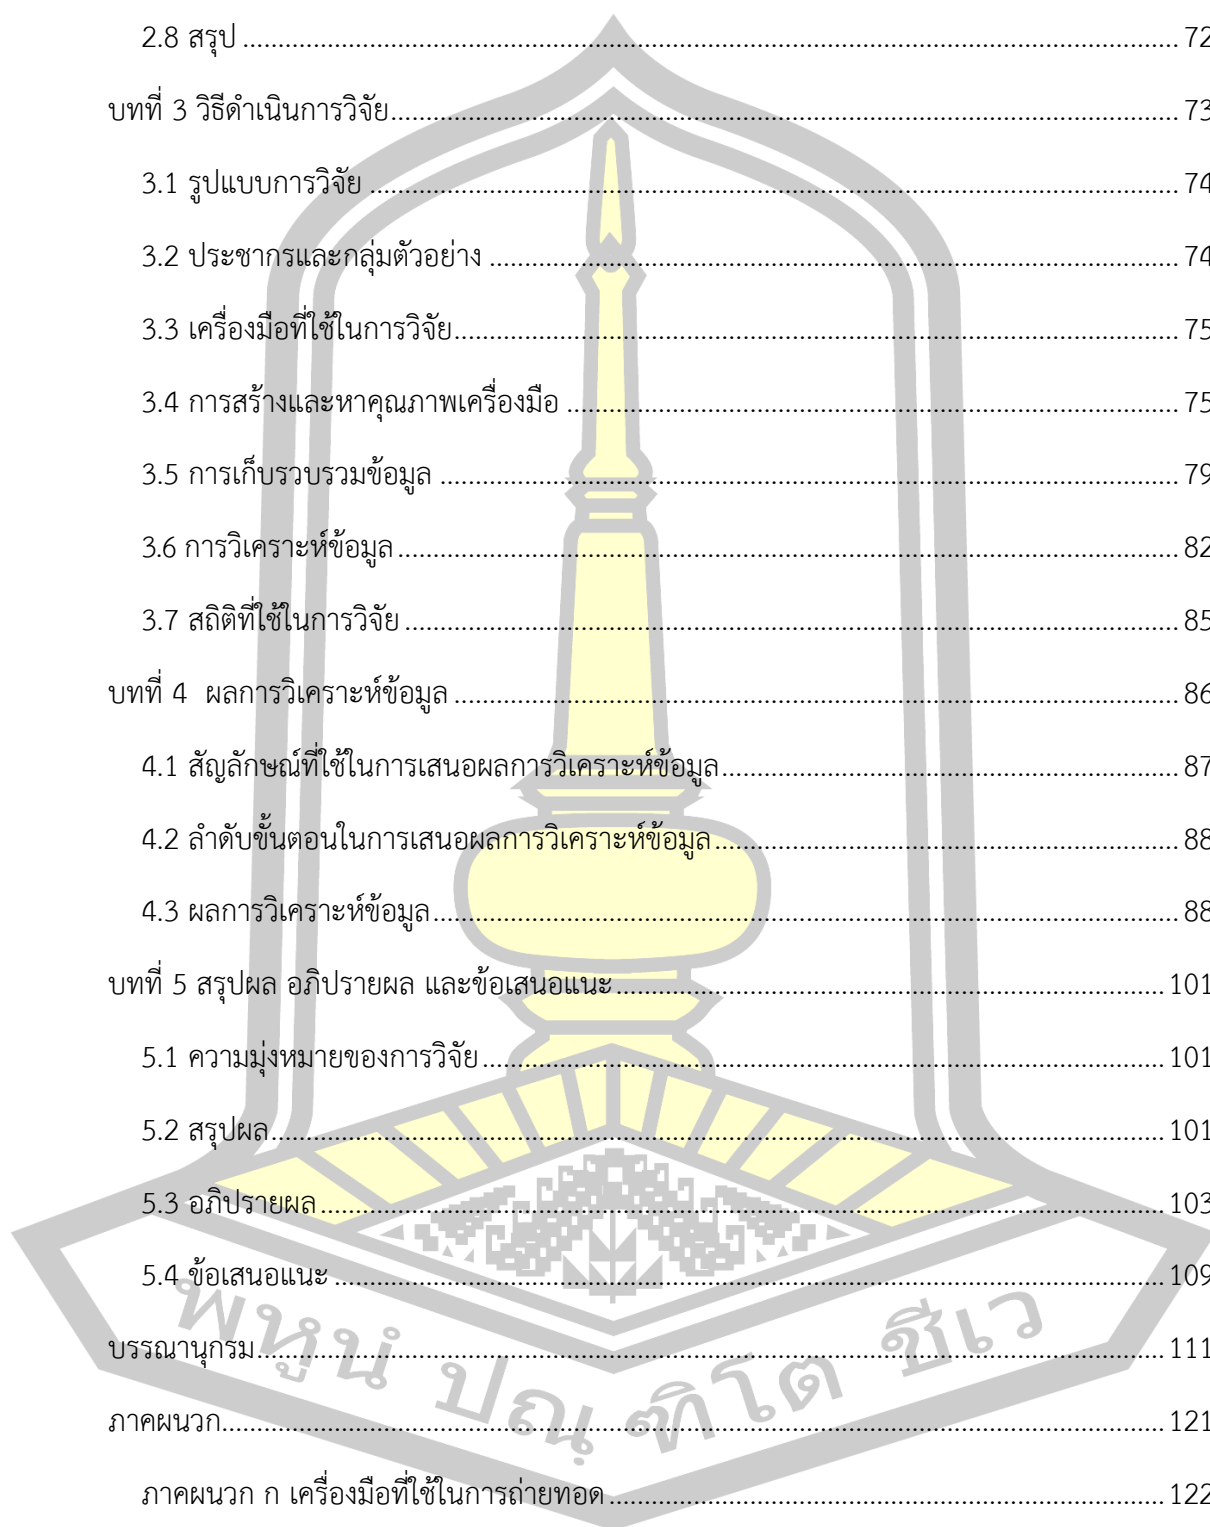 2.8 สรุป 72
บทที่ 3 วิธีดำเนินการวิจัย 73
3.1 รูปแบบการวิจัย 74
3.2 ประชากรและกลุ่มตัวอย่าง 74
3.3 เครื่องมือที่ใช้ในการวิจัย 75
3.4 การสร้างและหาคุณภาพเครื่องมือ 75
3.5 การเก็บรวบรวมข้อมูล 79
3.6 การวิเคราะห์ข้อมูล 82
3.7 สถิติที่ใช้ในการวิจัย 85
บทที่ 4 ผลการวิเคราะห์ข้อมูล 86
4.1 สัญลักษณ์ที่ใช้ในการเสนอผลการวิเคราะห์ข้อมูล 87
4.2 ลำดับขั้นตอนในการเสนอผลการวิเคราะห์ข้อมูล 88
4.3 ผลการวิเคราะห์ข้อมูล 88
บทที่ 5 สรุปผล อภิปรายผล และข้อเสนอแนะ 101
5.1 ความมุ่งหมายของการวิจัย 101
5.2 สรุปผล 101
5.3 อภิปรายผล 103
5.4 ข้อเสนอแนะ 109
บรรณานุกรม 111
ภาคผนวก 121
ภาคผนวก ก เครื่องมือที่ใช้ในการถ่ายทอด 122
พหูนํ ปณฺฑิโต ชีเว